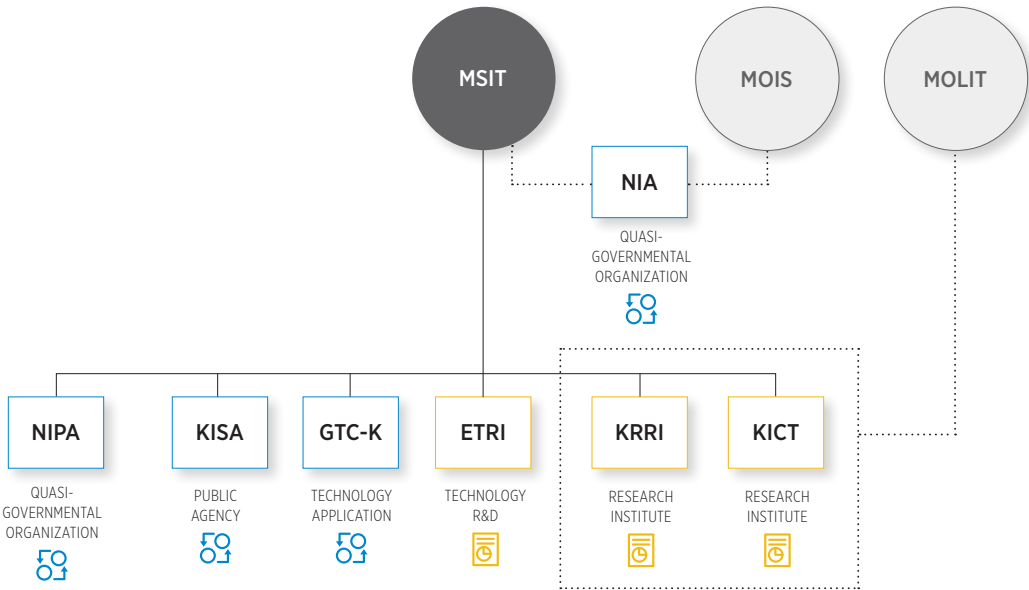 MSIT
MOIS
MOLIT
NIA
QUASI-
GOVERNMENTAL
ORGANIZATION
NIPA
KISA
GTC-K
ETRI
KRRI
KICT
QUASI-
GOVERNMENTAL
ORGANIZATION
PUBLIC
AGENCY
TECHNOLOGY
APPLICATION
TECHNOLOGY
R&D
RESEARCH
INSTITUTE
RESEARCH
INSTITUTE